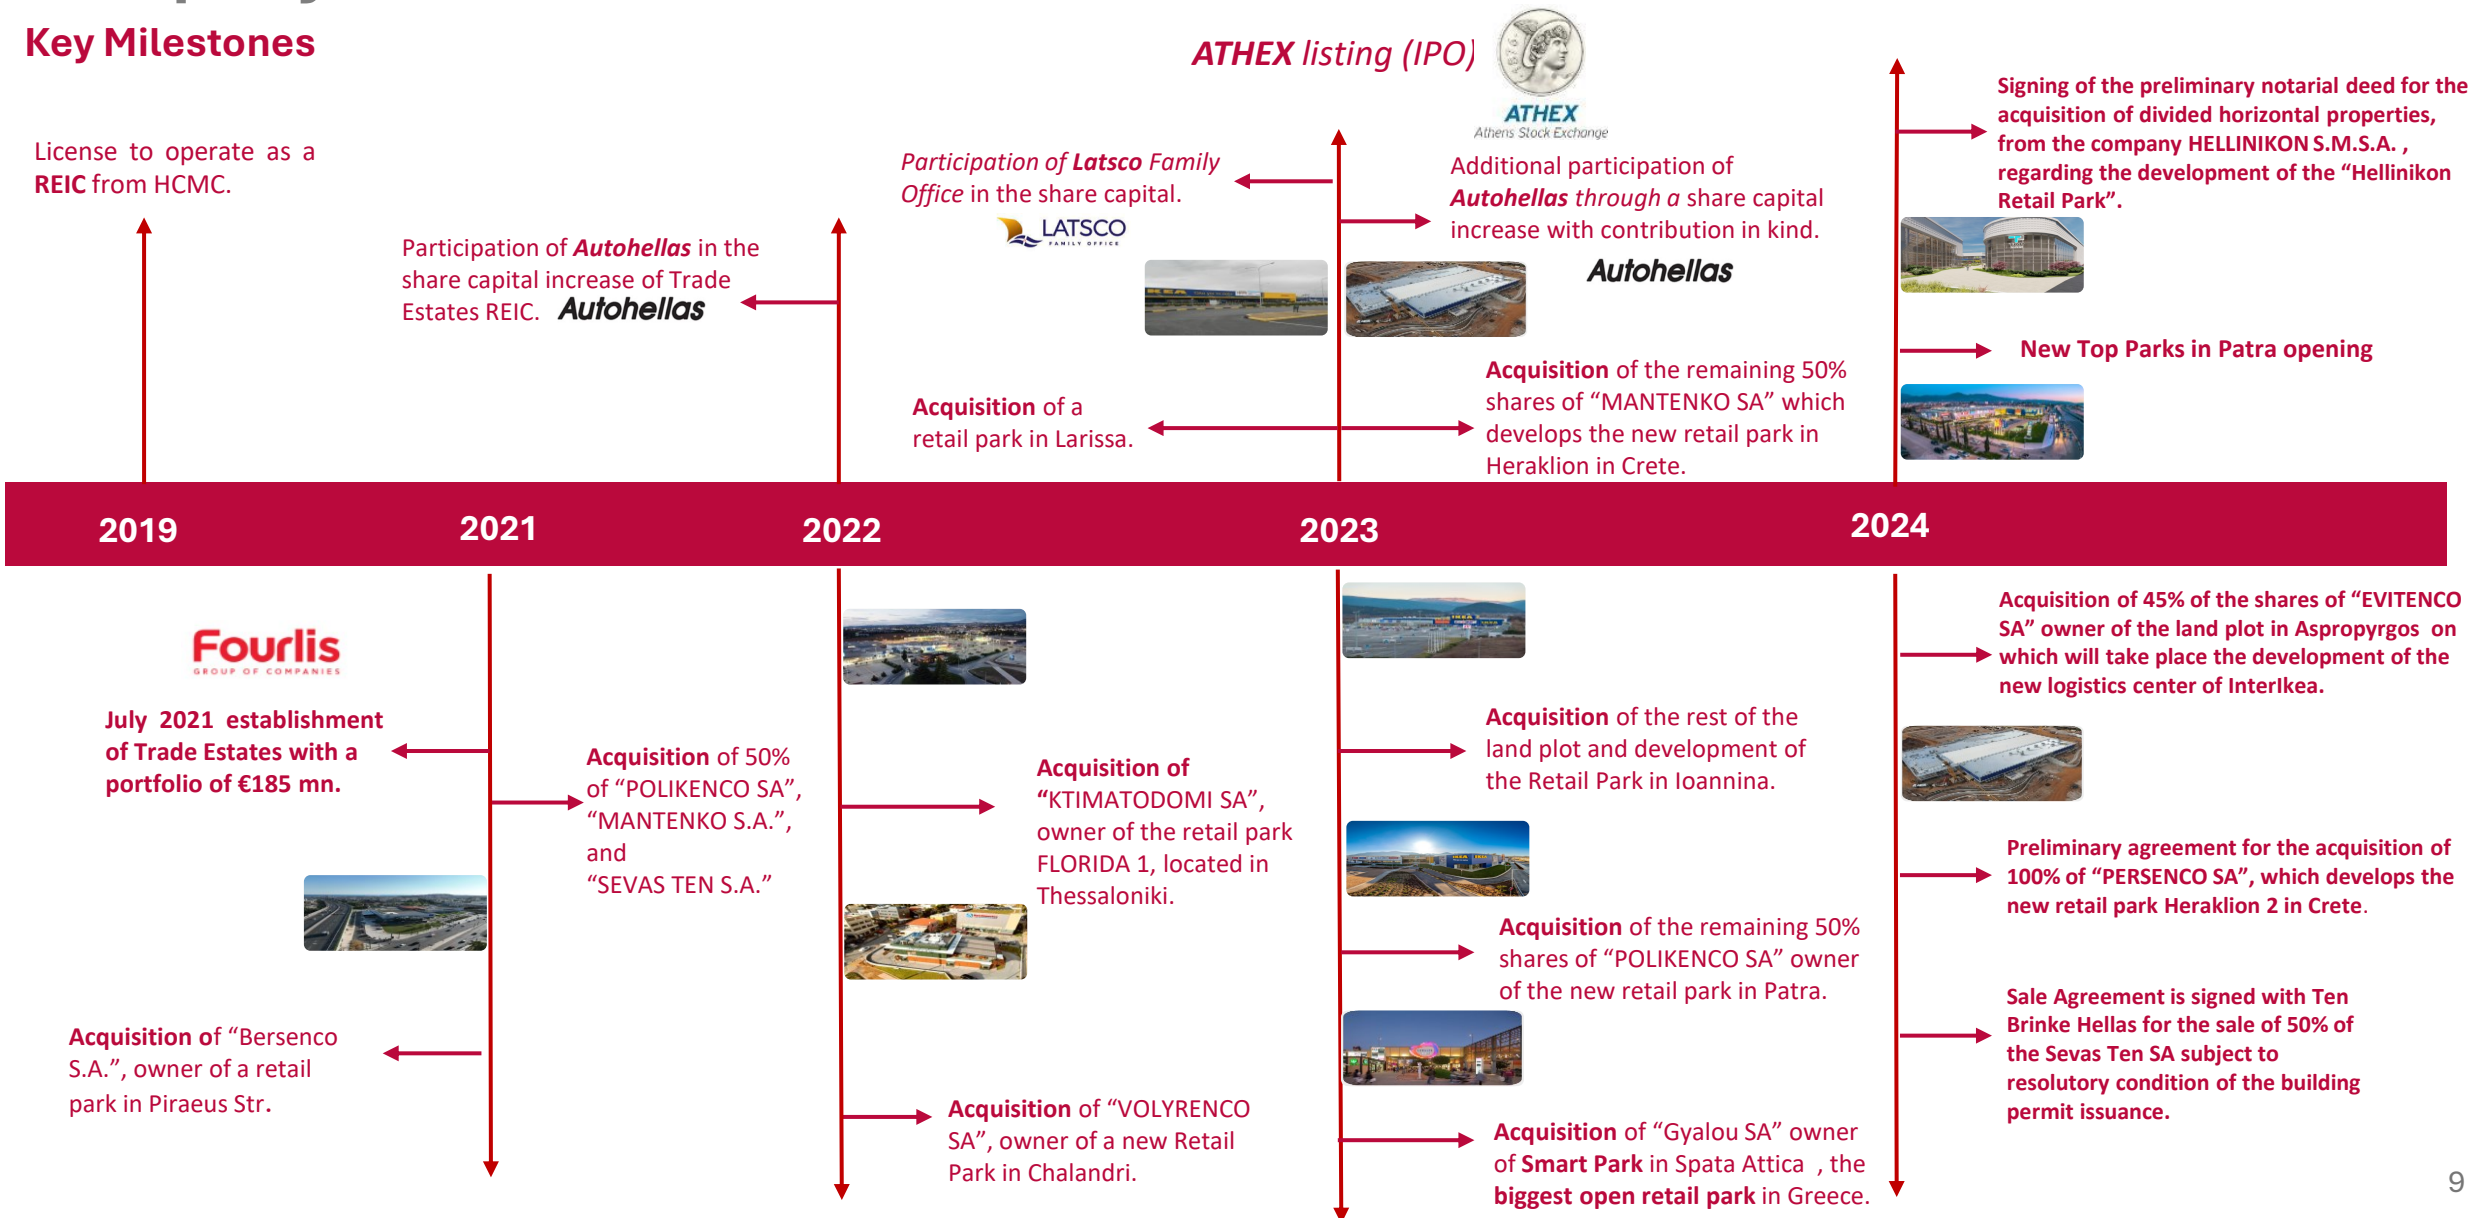 Key Milestones
ATHEX listing (IPO)
ATHEX
Athens Stock Exchange
License to operate as a
REIC from HCMC.
Participation of Autohellas in the
share capital increase of Trade
Estates REIC.
Autohellas
Participation of Latsco Family
Office in the share capital.
LATSCO
FAMILY OFFICE
Acquisition of a
retail park in Larissa.
Additional participation of
Autohellas through a share capital
increase with contribution in kind.
Autohellas
Acquisition of the remaining 50%
shares of “MANTENKO SA” which
develops the new retail park in
Heraklion in Crete.
Signing of the preliminary notarial deed for the
acquisition of divided horizontal properties,
from the company HELLINIKON S.M.S.A. ,
regarding the development of the “Hellinikon
Retail Park”.
New Top Parks in Patra opening
2019
2021
2022
2023
2024
Fourlis
GROUP OF COMPANIES
July 2021 establishment
of Trade Estates with a
portfolio of €185 mn.
Acquisition of “Bersenco
S.A.”, owner of a retail
park in Piraeus Str.
Acquisition of 50%
of “POLIKENCO SA”,
“MANTENKO S.A.”,
and
“SEVAS TEN S.A.”
Acquisition of
“KTIMATODOMI SA”,
owner of the retail park
FLORIDA 1, located in
Thessaloniki.
Acquisition of “VOLYRENCO
SA”, owner of a new Retail
Park in Chalandri.
Acquisition of the rest of the
land plot and development of
the Retail Park in Ioannina.
Acquisition of the remaining 50%
shares of “POLIKENCO SA” owner
of the new retail park in Patra.
Acquisition of “Gyalou SA” owner
of Smart Park in Spata Attica , the
biggest open retail park in Greece.
Acquisition of 45% of the shares of “EVITENCO
SA” owner of the land plot in Aspropyrgos on
which will take place the development of the
new logistics center of InterIkea.
Preliminary agreement for the acquisition of
100% of “PERSENCO SA”, which develops the
new retail park Heraklion 2 in Crete.
Sale Agreement is signed with Ten
Brinke Hellas for the sale of 50% of
the Sevas Ten SA subject to
resolutory condition of the building
permit issuance.
9